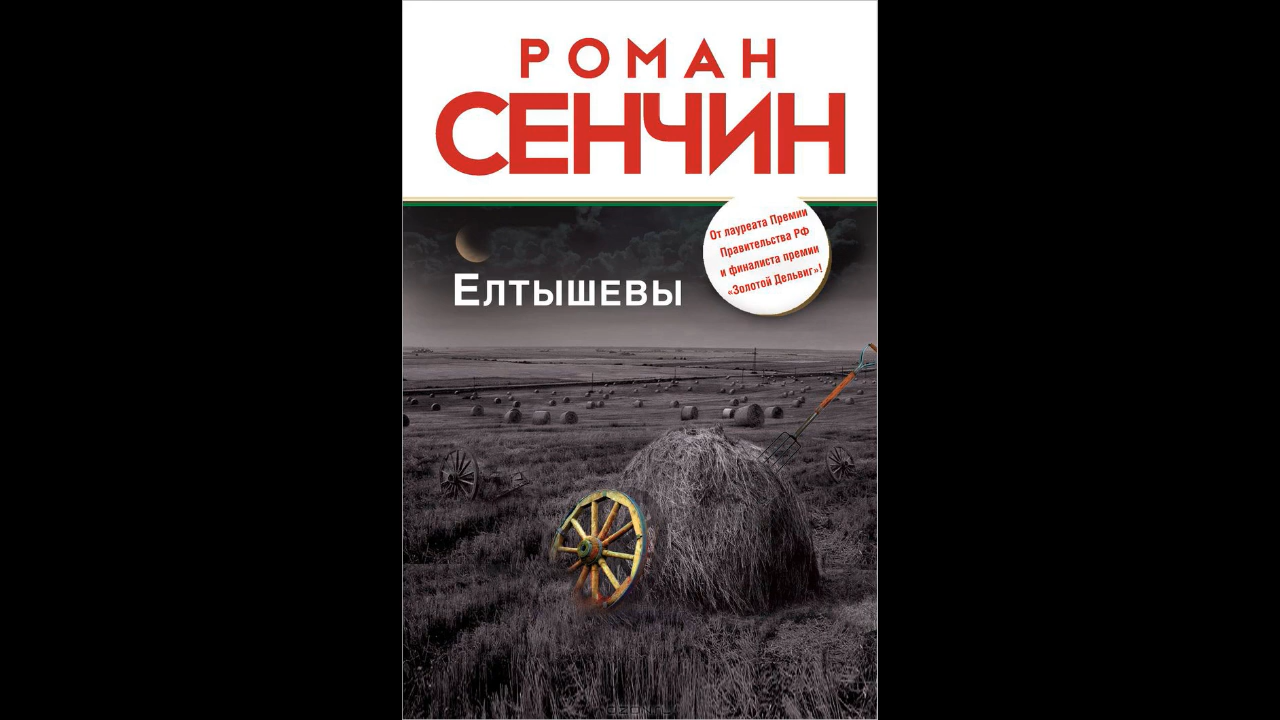 РОМАН
СЕНЧИН
От лауреата Премии
Правительства РФ
и финалиста премии
«Золотой Дельвиг»!
ЕЛТЫШЕВЫ